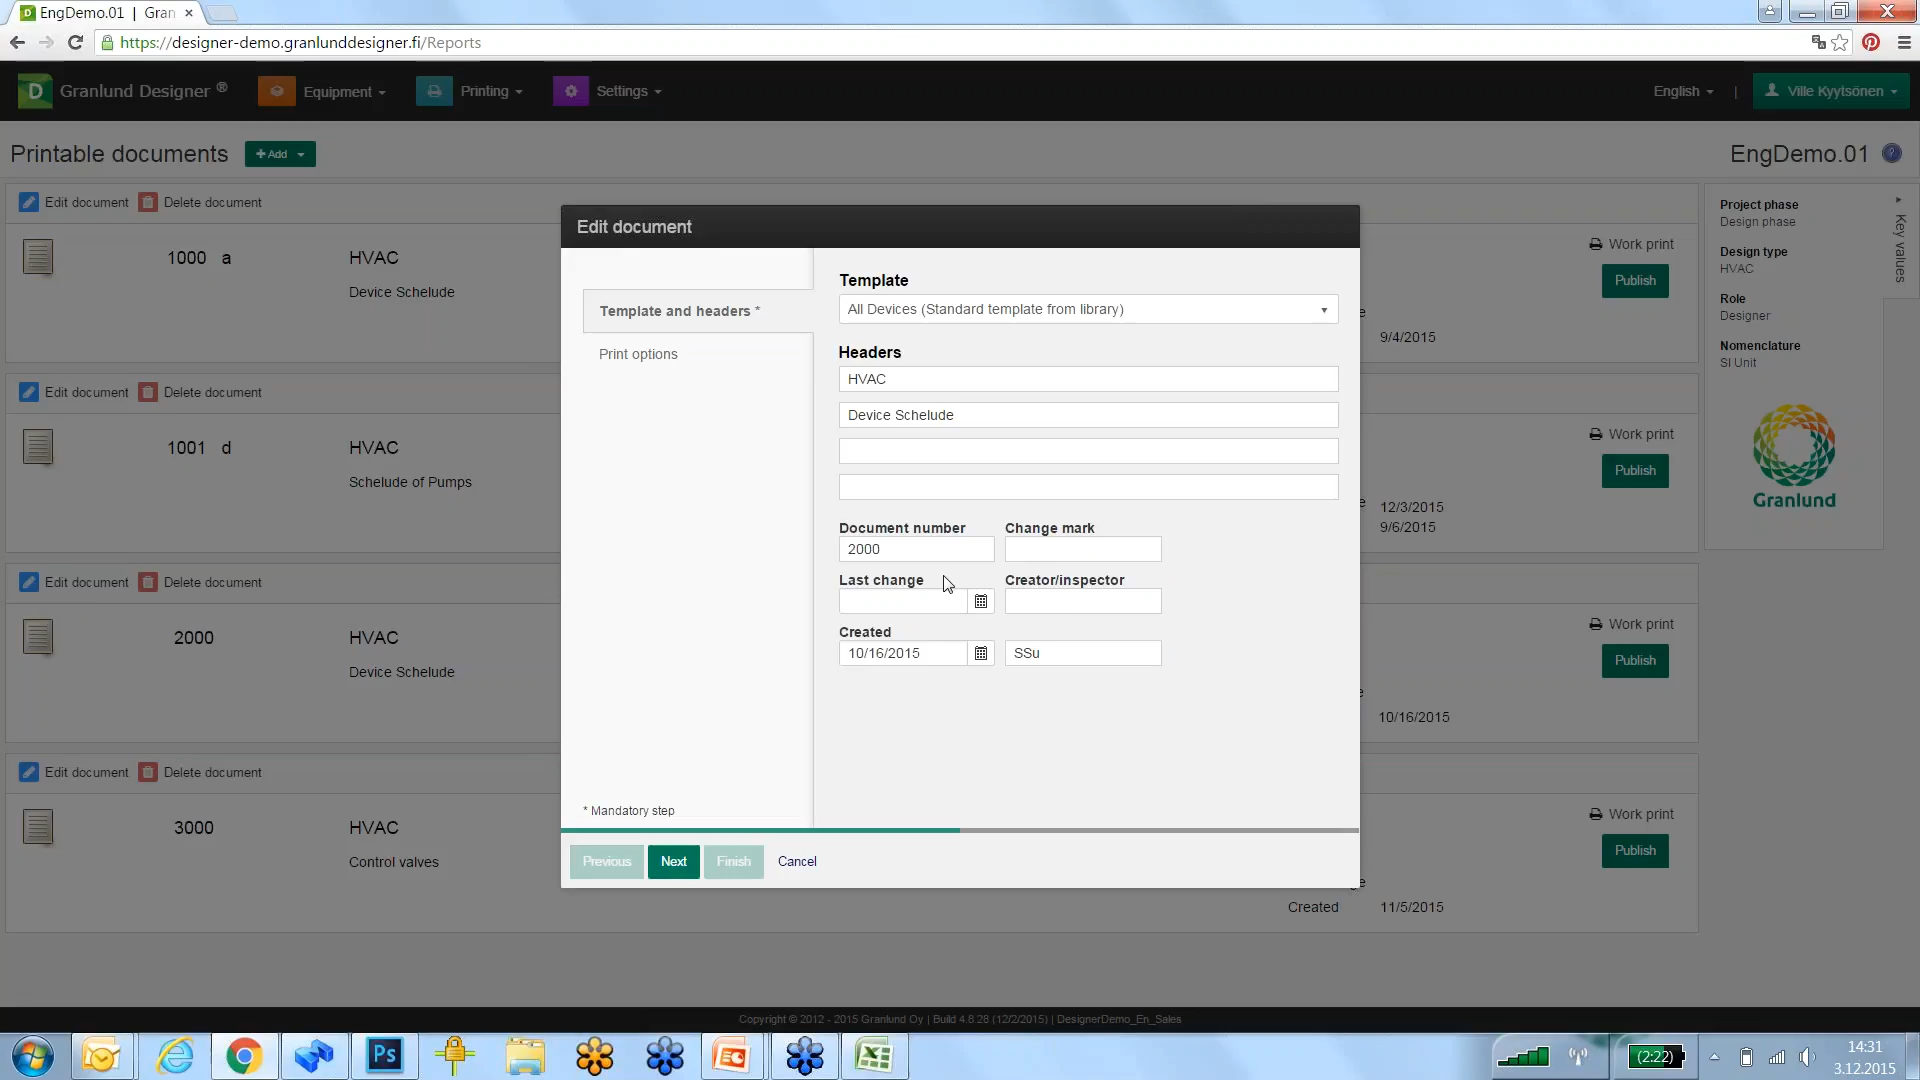 EngDemo.01 | Gran
https://designer-demo.granlunddesigner.fi/Reports
D Granlund Designer ®
Equipment
Printing
Settings
English
|
Ville Kyytsönen
Printable documents
+ Add
EngDemo.01
?
Edit document
Delete document
1000 a
HVAC
Device Schelude
Work print
Publish
9/4/2015
Edit document
Delete document
1001 d
HVAC
Schelude of Pumps
Work print
Publish
12/3/2015
9/6/2015
Edit document
Delete document
2000
HVAC
Device Schelude
Work print
Publish
10/16/2015
Edit document
Delete document
3000
HVAC
Control valves
Work print
Publish
Created 11/5/2015
Edit document
Template and headers *
Print options
* Mandatory step
Template
All Devices (Standard template from library)
Headers
HVAC
Device Schelude
Document number
Change mark
2000
Last change
Creator/inspector
Created
10/16/2015
SSu
Previous
Next
Finish
Cancel
Project phase
Design phase
Design type
HVAC
Role
Designer
Nomenclature
SI Unit
Key values
Granlund
Copyright © 2012 - 2015 Granlund Oy | Build 4.8.28 (12/2/2015) | DesignerDemo_En_Sales
Ps
(2:22)
14:31
3.12.2015